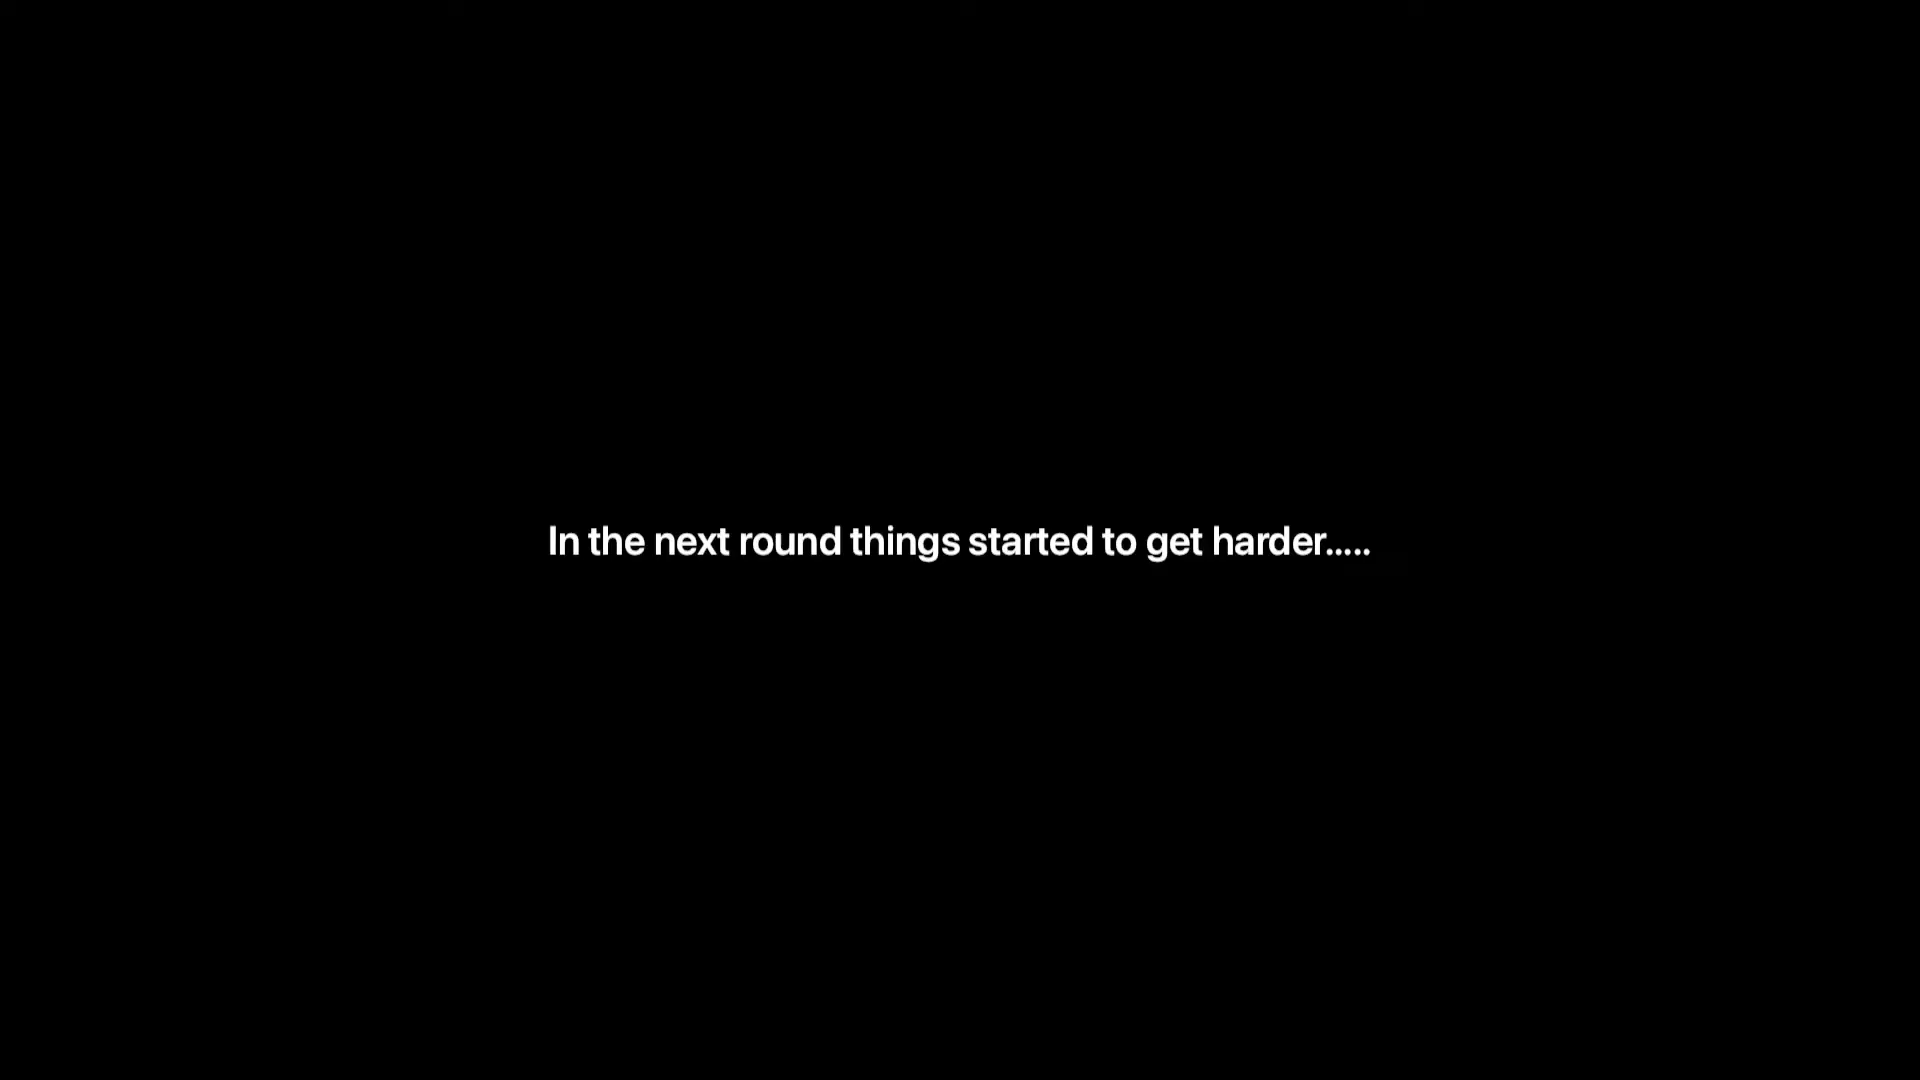 In the next round things started to get harder.....